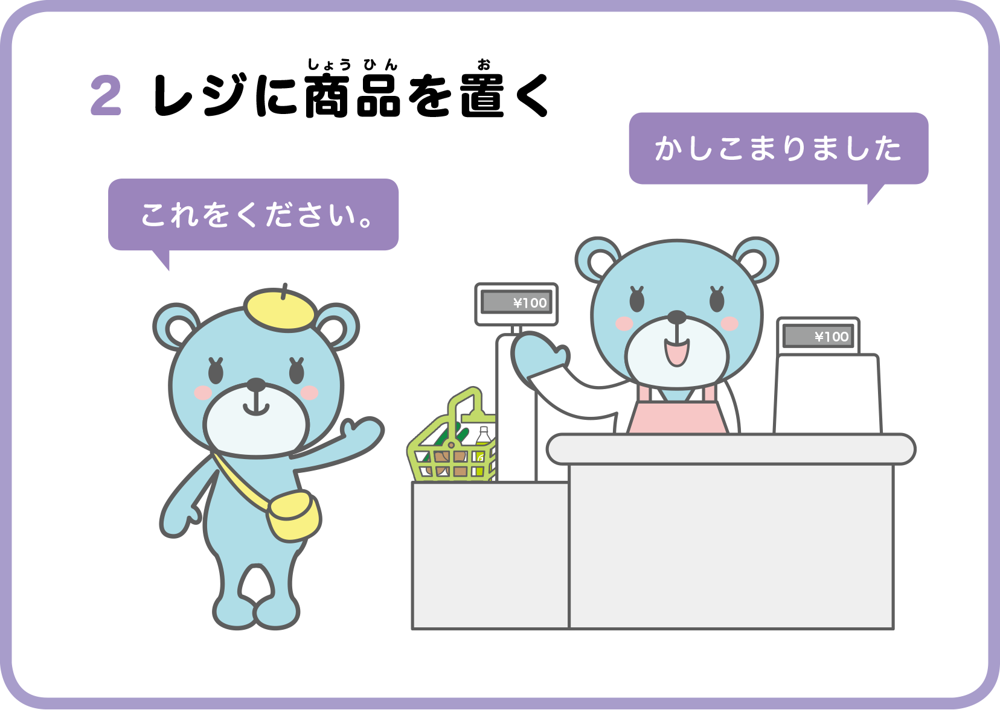 しょうひん お
2 レジに商品を置く
かしこまりました
これをください。
¥100
¥100